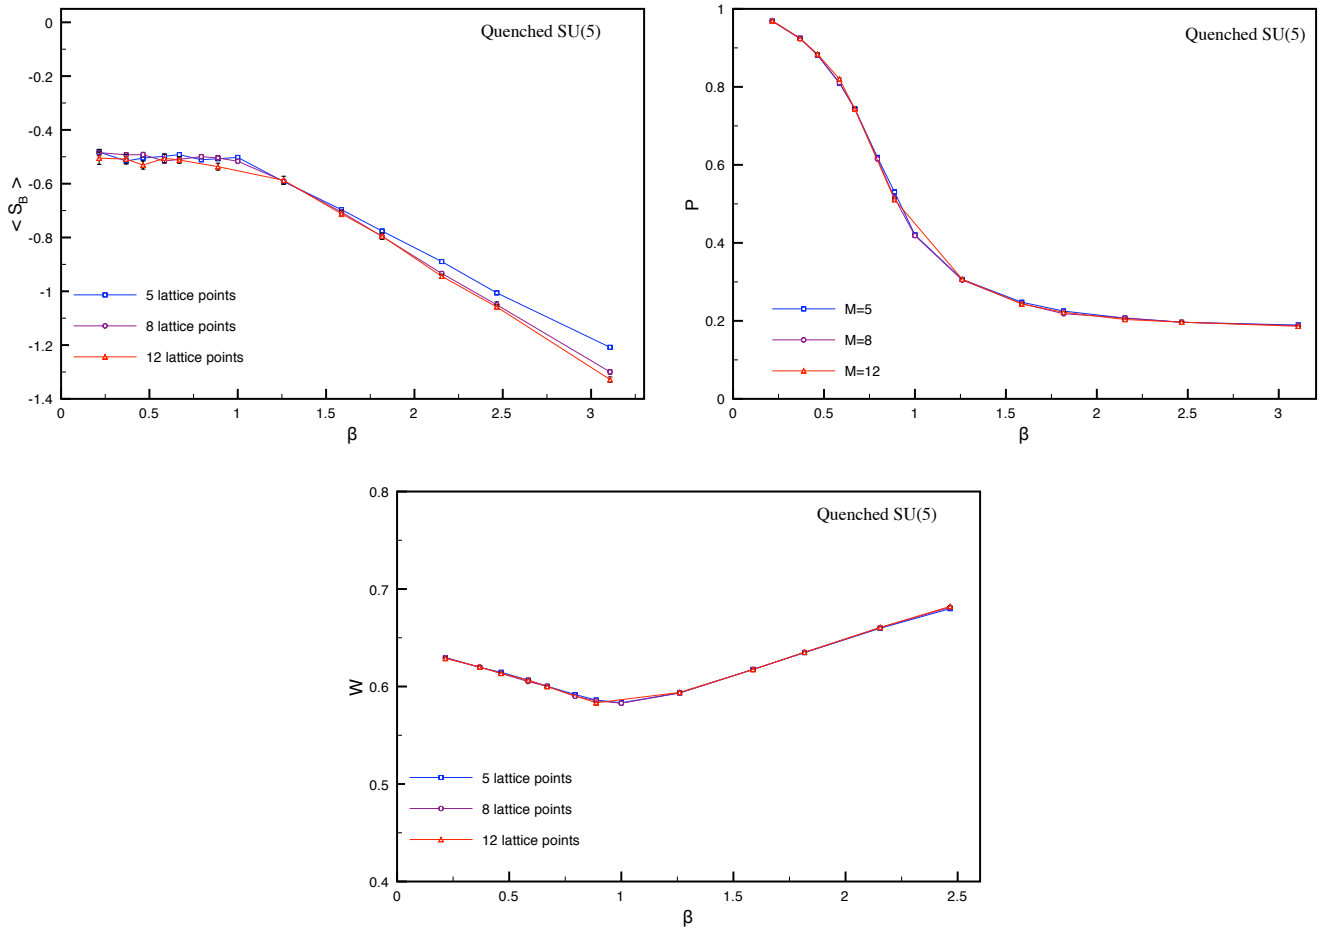 Quenched SU(5)
0
-0.2
-0.4
-0.6
-0.8
-1
-1.2
-1.4
< S_B >
5 lattice points
8 lattice points
12 lattice points
0 0.5 1 1.5 2 2.5 3
β
Quenched SU(5)
1
0.8
0.6
0.4
0.2
0
P
M=5
M=8
M=12
0 0.5 1 1.5 2 2.5 3
β
Quenched SU(5)
0.8
0.7
0.6
0.5
0.4
W
5 lattice points
8 lattice points
12 lattice points
0 0.5 1 1.5 2 2.5
β